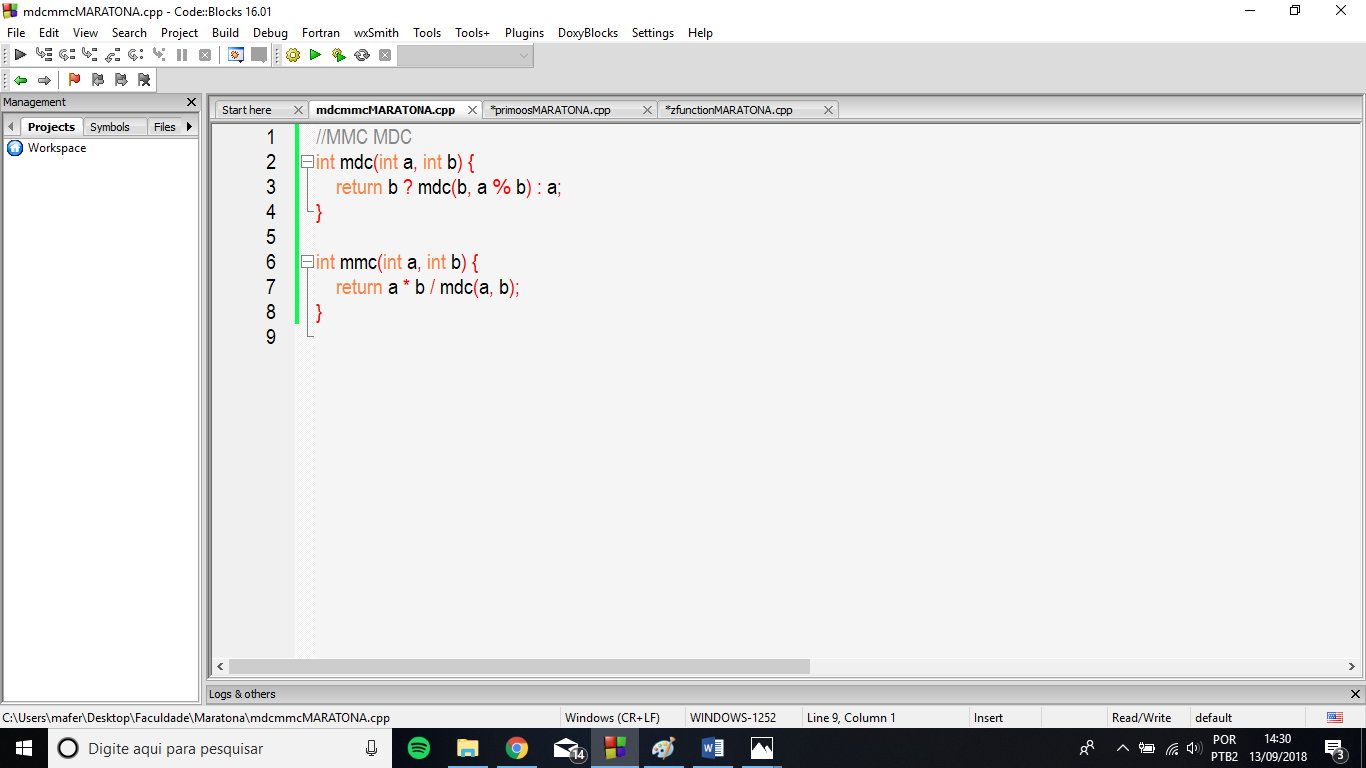 mdcmmcMARATONA.cpp - Code::Blocks 16.01
File Edit View Search Project Build Debug Fortran wxSmith Tools Tools+ Plugins DoxyBlocks Settings Help
Management
Projects Symbols Files
Workspace
Start here mdcmmcMARATONA.cpp *primoosMARATONA.cpp *zfunctionMARATONA.cpp
1 //MMC MDC
2 int mdc(int a, int b) {
3 return b ? mdc(b, a % b) : a;
4 }
5
6 int mmc(int a, int b) {
7 return a * b / mdc(a, b);
8 }
9
Logs & others
C:\Users\mafer\Desktop\Faculdade\Maratona\mdcmmcMARATONA.cpp Windows (CR+LF) WINDOWS-1252 Line 9, Column 1 Insert Read/Write default
Digite aqui para pesquisar 14 POR 14:30
PTB2 13/09/2018 3